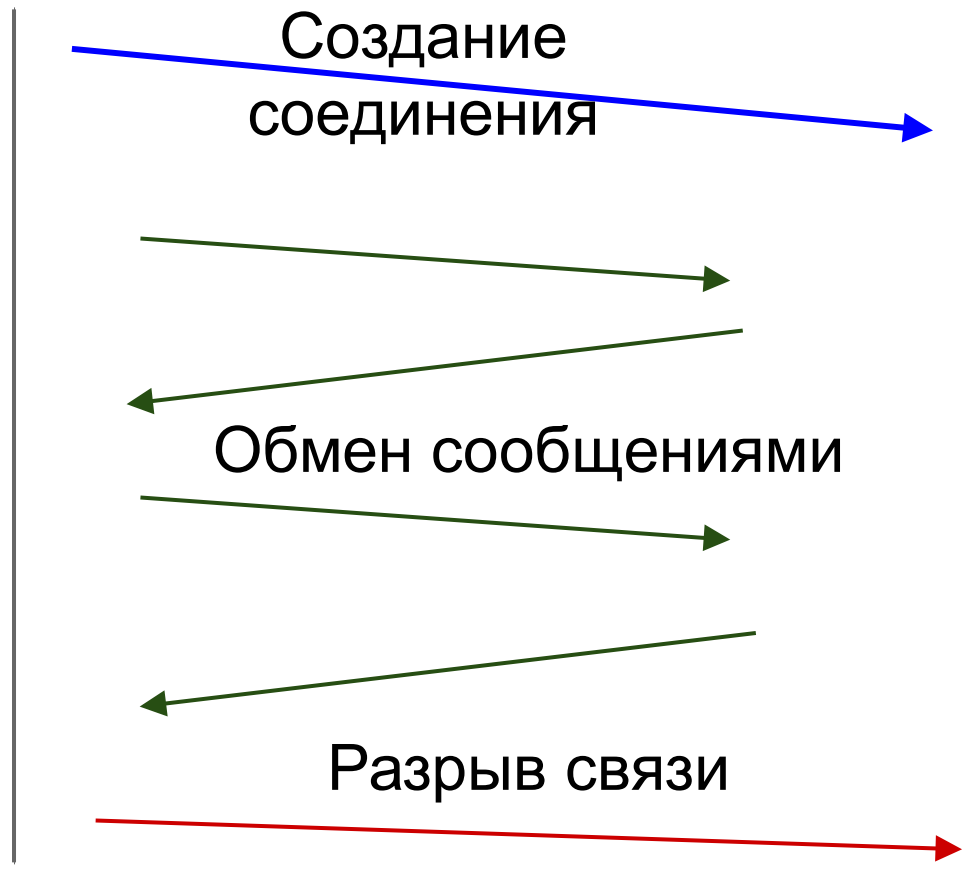 Создание
соединения
Обмен сообщениями
Разрыв связи